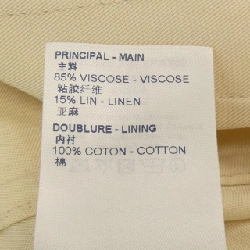 PRINCIPAL - MAIN
主料
85% VISCOSE - VISCOSE
粘胶纤维
15% LIN - LINEN
亚麻
DOUBLURE - LINING
内衬
100% COTON - COTTON
棉